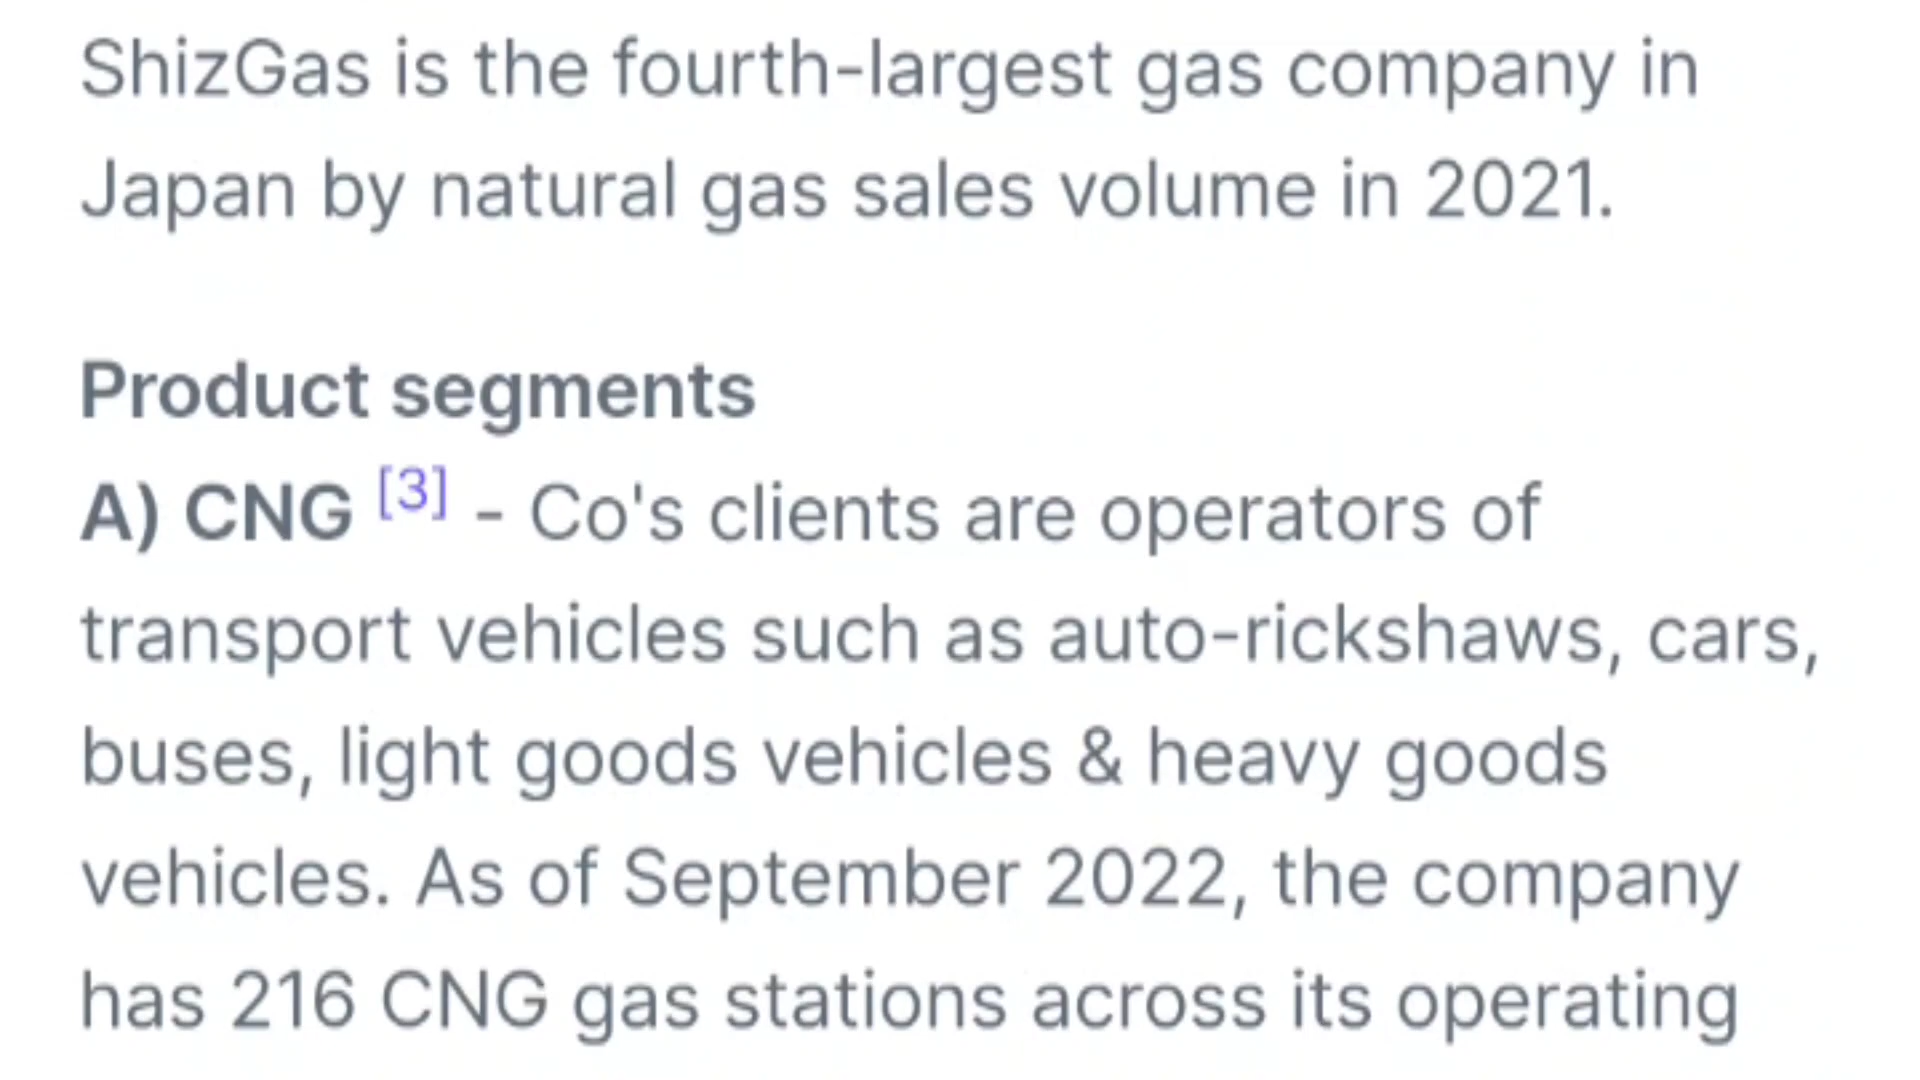 ShizGas is the fourth-largest gas company in
Japan by natural gas sales volume in 2021.
Product segments
A) CNG [3] - Co's clients are operators of
transport vehicles such as auto-rickshaws, cars,
buses, light goods vehicles & heavy goods
vehicles. As of September 2022, the company
has 216 CNG gas stations across its operating